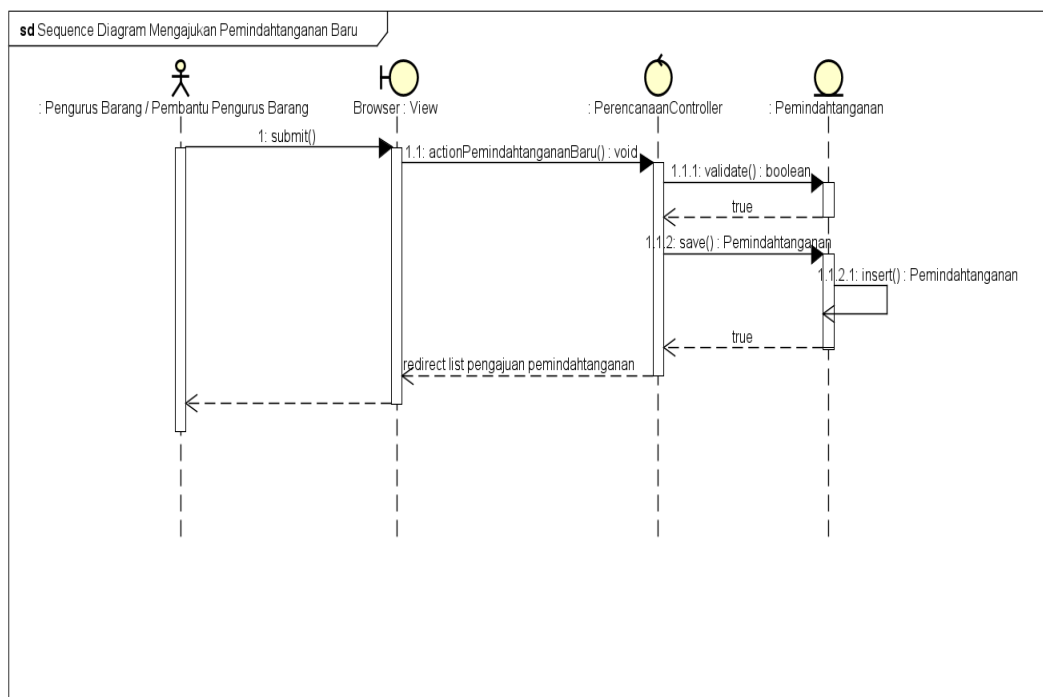 sd Sequence Diagram Mengajukan Pemindahtanganan Baru
: Pengurus Barang / Pembantu Pengurus Barang
Browser : View
: PerencanaanController
: Pemindahtanganan
1: submit()
1.1: actionPemindahtangananBaru() : void
1.1.1: validate() : boolean
true
1.1.2: save() : Pemindahtanganan
1.1.2.1: insert() : Pemindahtanganan
true
redirect list pengajuan pemindahtanganan